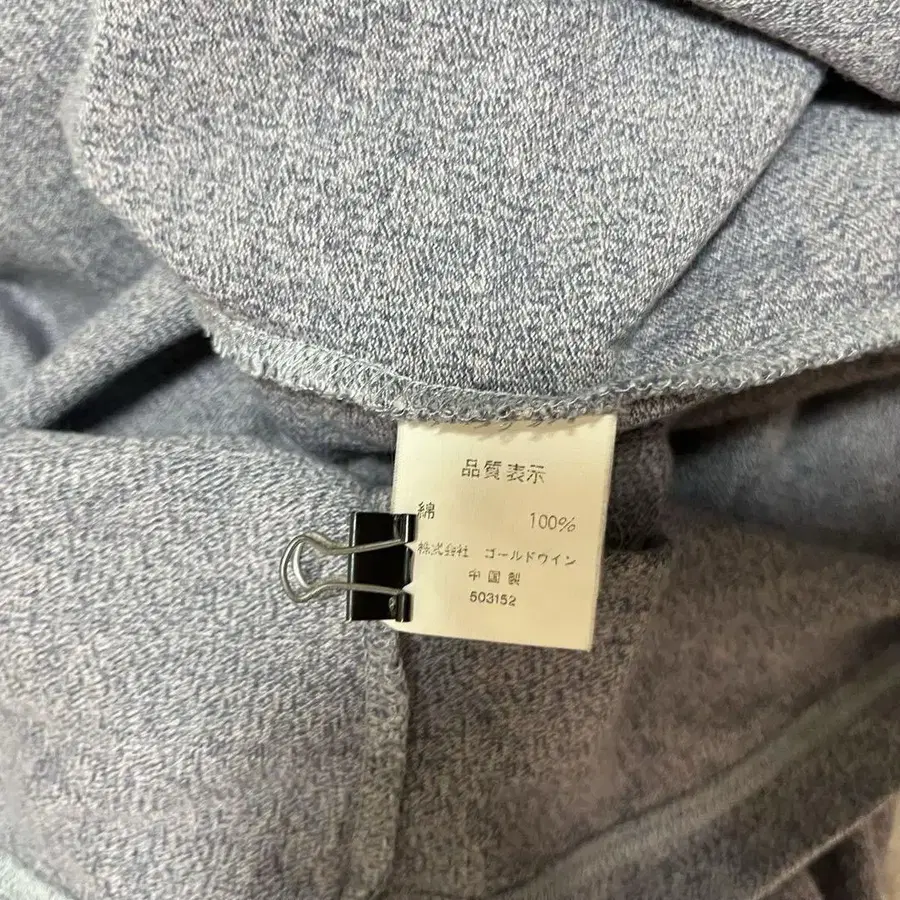 品質表示
綿 100%
株式会社 ゴールドウイン
中国製
503152